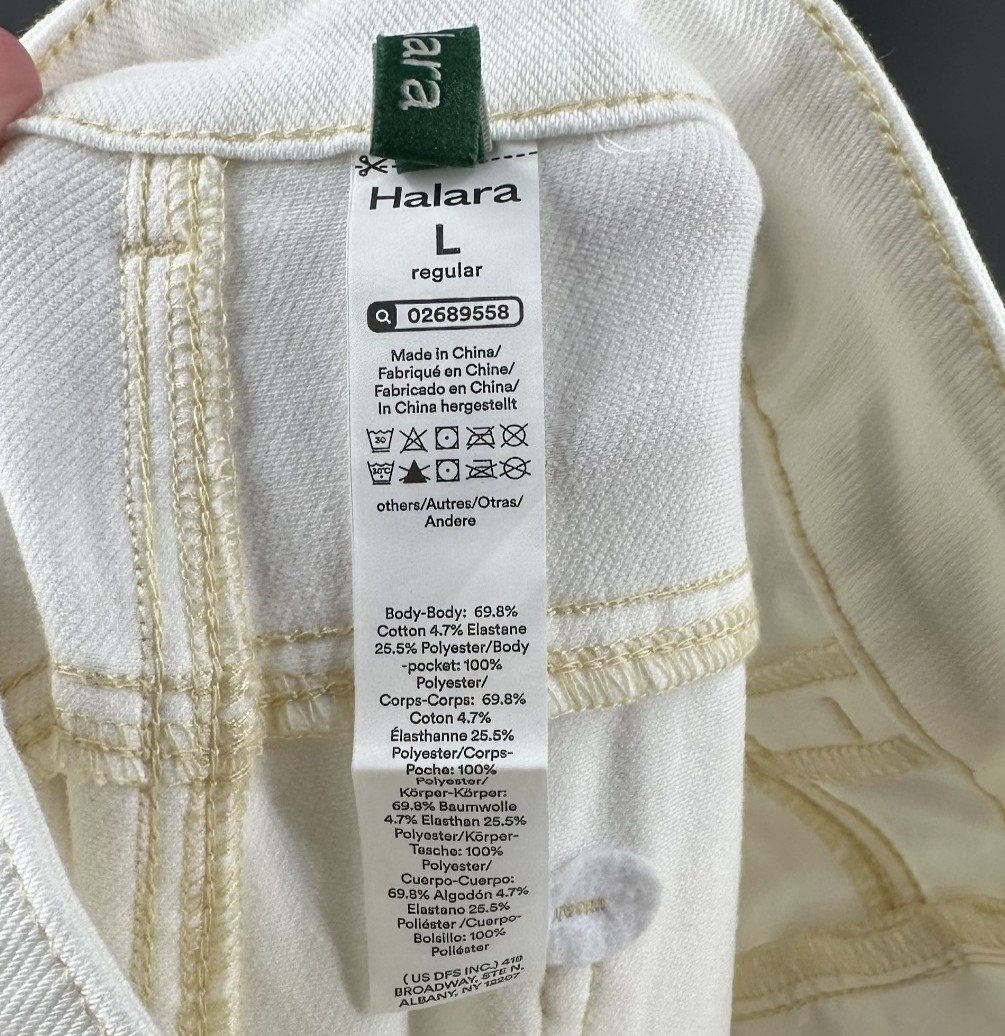 lara
Halara
L
regular
02689558
Made in China/
Fabriqué en Chine/
Fabricado en China/
In China hergestellt
30
30°C
others/Autres/Otras/
Andere
Body-Body: 69.8%
Cotton 4.7% Elastane
25.5% Polyester/Body
-pocket: 100%
Polyester/
Corps-Corps: 69.8%
Coton 4.7%
Élasthanne 25.5%
Polyester/Corps-
Poche: 100%
Polyester/
Körper-Körper:
69.8% Baumwolle
4.7% Elasthan 25.5%
Polyester/Körper-
Tasche: 100%
Polyester/
Cuerpo-Cuerpo:
69.8% Algodón 4.7%
Elastano 25.5%
Poliéster /Cuerpo-
Bolsillo: 100%
Poliéster
( US DFS INC.) 418
BROADWAY, STE N,
ALBANY, NY 12207